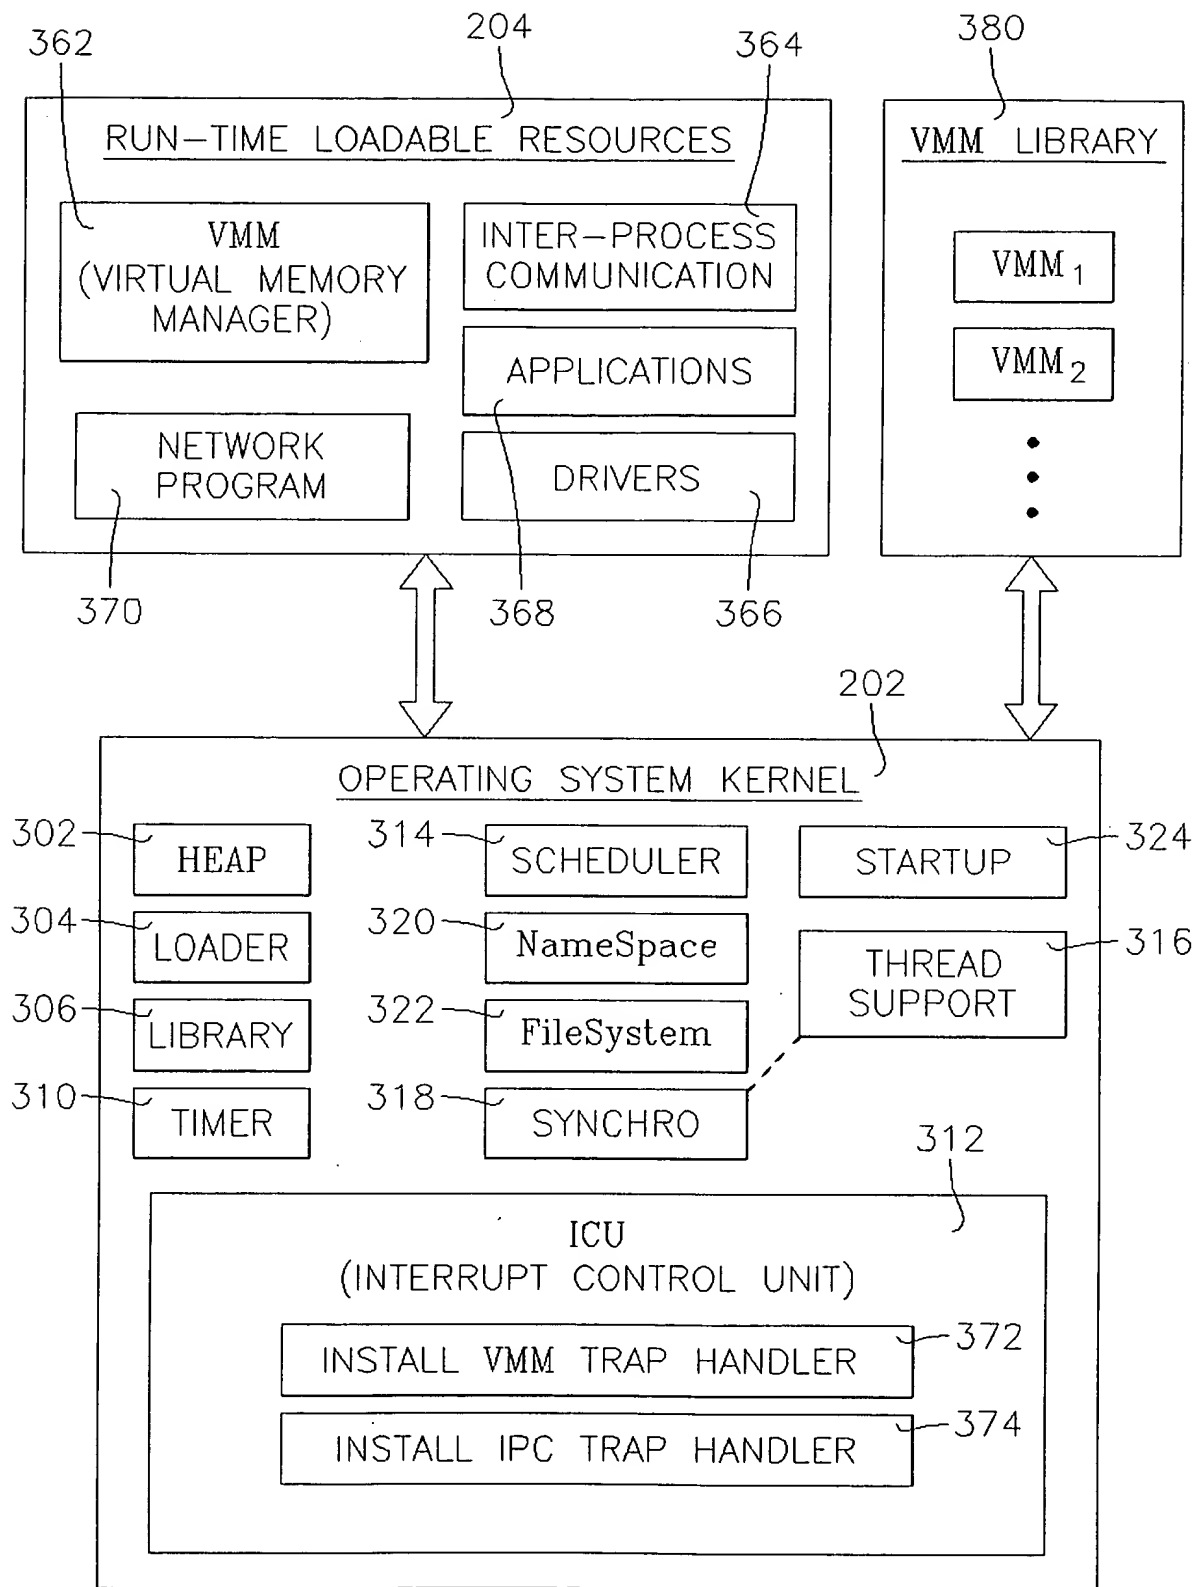 204
362
364
380
RUN-TIME LOADABLE RESOURCES
VMM LIBRARY
VMM
(VIRTUAL MEMORY
MANAGER)
INTER-PROCESS
COMMUNICATION
VMM1
APPLICATIONS
VMM2
NETWORK
PROGRAM
DRIVERS
370
368
366
202
OPERATING SYSTEM KERNEL
302
HEAP
314
SCHEDULER
STARTUP
324
304
LOADER
320
NameSpace
THREAD
SUPPORT
316
306
LIBRARY
322
FileSystem
310
TIMER
318
SYNCHRO
312
ICU
(INTERRUPT CONTROL UNIT)
INSTALL VMM TRAP HANDLER
372
INSTALL IPC TRAP HANDLER
374